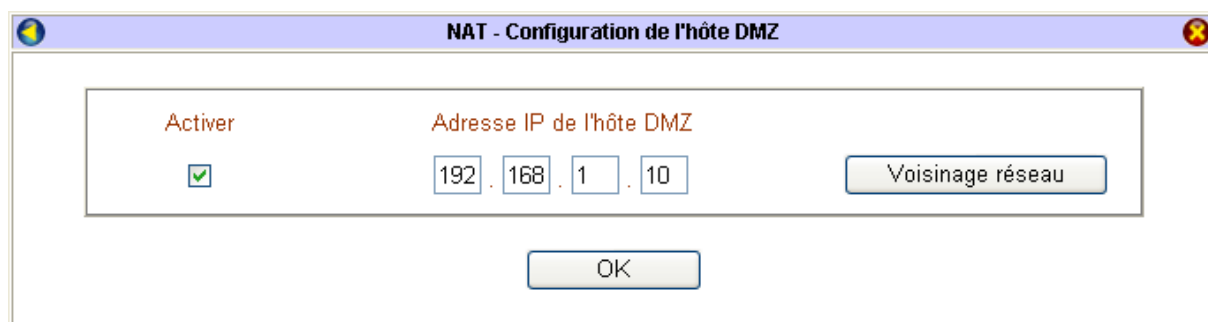 NAT - Configuration de l'hôte DMZ
Activer Adresse IP de l'hôte DMZ
192 . 168 . 1 . 10 Voisinage réseau
OK